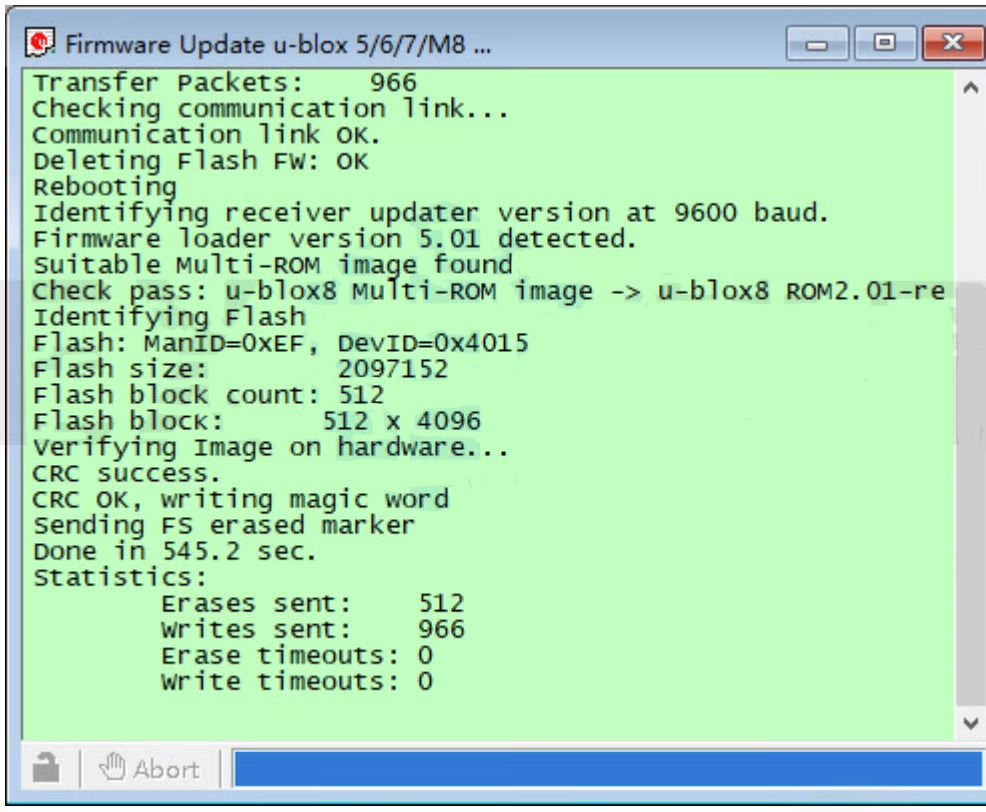 Firmware Update u-blox 5/6/7/M8 ...
Transfer Packets: 966
Checking communication link...
Communication link OK.
Deleting Flash FW: OK
Rebooting
Identifying receiver updater version at 9600 baud.
Firmware loader version 5.01 detected.
Suitable Multi-ROM image found
Check pass: u-blox8 Multi-ROM image -> u-blox8 ROM2.01-re
Identifying Flash
Flash: ManID=0xEF, DevID=0x4015
Flash size: 2097152
Flash block count: 512
Flash block: 512 x 4096
Verifying Image on hardware...
CRC success.
CRC OK, writing magic word
Sending FS erased marker
Done in 545.2 sec.
Statistics:
Erases sent: 512
Writes sent: 966
Erase timeouts: 0
Write timeouts: 0
Abort